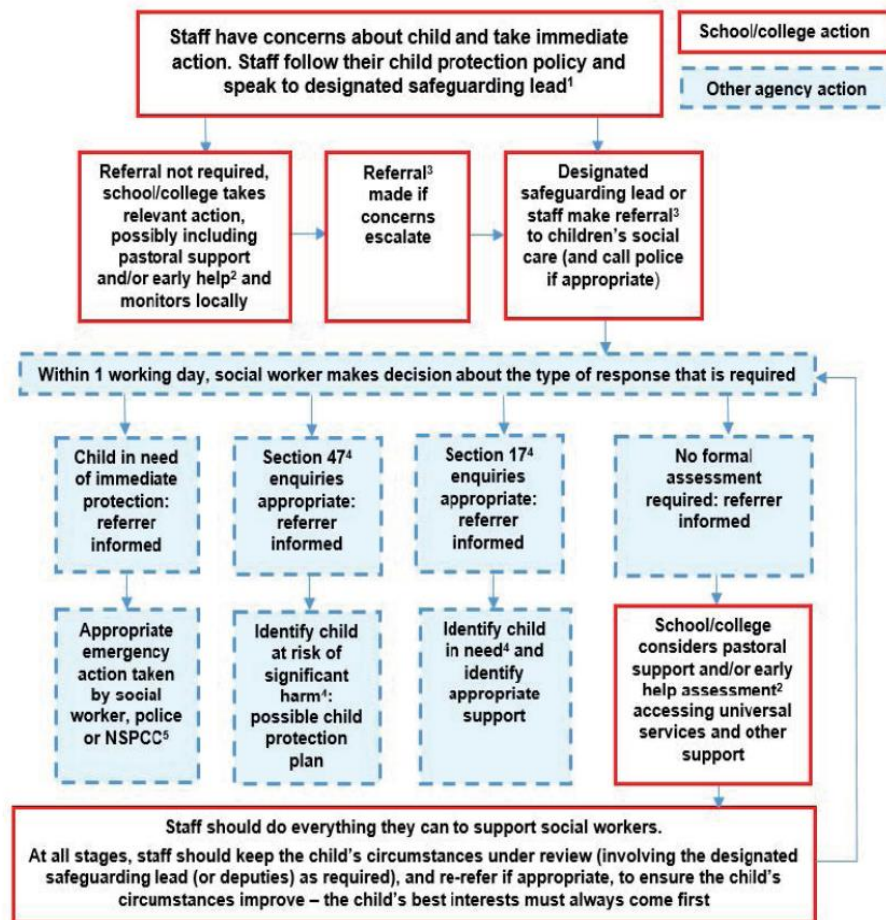 Staff have concerns about child and take immediate
action. Staff follow their child protection policy and
speak to designated safeguarding lead¹
School/college action
Other agency action
Referral not required,
school/college takes
relevant action,
possibly including
pastoral support
and/or early help² and
monitors locally
Referral³
made if
concerns
escalate
Designated
safeguarding lead or
staff make referral³
to children's social
care (and call police
if appropriate)
Within 1 working day, social worker makes decision about the type of response that is required
Child in need
of immediate
protection:
referrer
informed
Section 47⁴
enquiries
appropriate:
referrer
informed
Section 17⁴
enquiries
appropriate:
referrer
informed
No formal
assessment
required: referrer
informed
Appropriate
emergency
action taken
by social
worker, police
or NSPCC⁵
Identify child
at risk of
significant
harm⁴:
possible child
protection
plan
Identify child
in need⁴ and
identify
appropriate
support
School/college
considers pastoral
support and/or early
help assessment²
accessing universal
services and other
support
Staff should do everything they can to support social workers.
At all stages, staff should keep the child's circumstances under review (involving the designated
safeguarding lead (or deputies) as required), and re-refer if appropriate, to ensure the child's
circumstances improve – the child's best interests must always come first